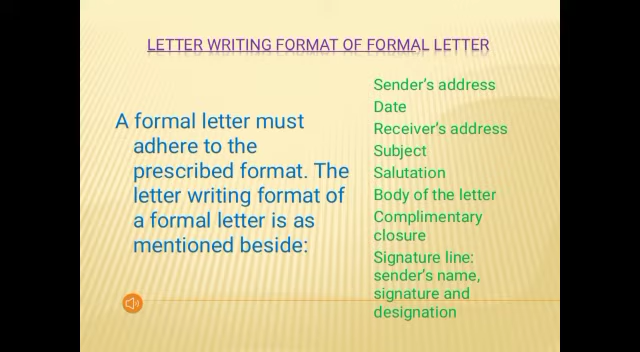 LETTER WRITING FORMAT OF FORMAL LETTER
A formal letter must
adhere to the
prescribed format. The
letter writing format of
a formal letter is as
mentioned beside:
Sender's address
Date
Receiver's address
Subject
Salutation
Body of the letter
Complimentary
closure
Signature line:
sender's name,
signature and
designation